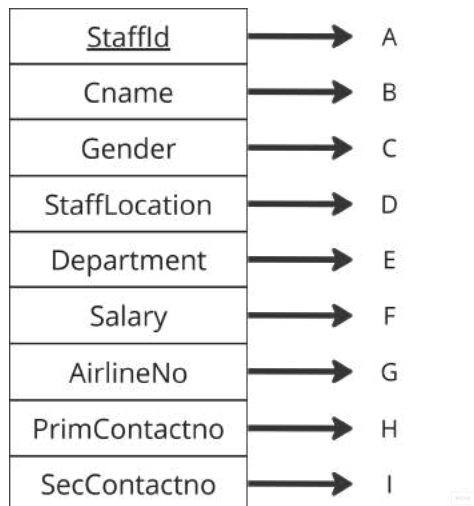 StaffId A
Cname B
Gender C
StaffLocation D
Department E
Salary F
AirlineNo G
PrimContactno H
SecContactno I